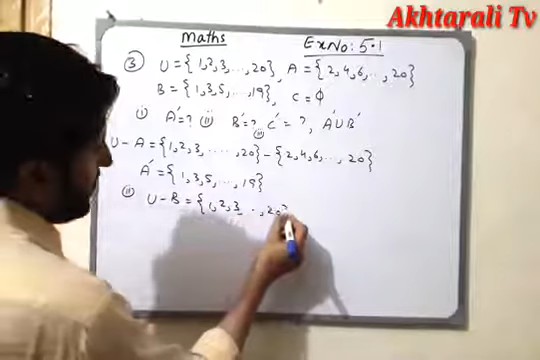 Akhtarali Tv
Maths Ex No: 5.1
③ U = { 1, 2, 3, ..., 20 } , A = { 2, 4, 6, .., 20 }
B = { 1, 3, 5, ..., 19 } , C = ϕ
(i) A' = ? (ii) B' = ? (iii) C' = ? , A' U B'
U - A = { 1, 2, 3, ....., 20 } - { 2, 4, 6, ..., 20 }
A' = { 1, 3, 5, ..., 19 }
(ii) U - B = { 1, 2, 3 .. , 20 }